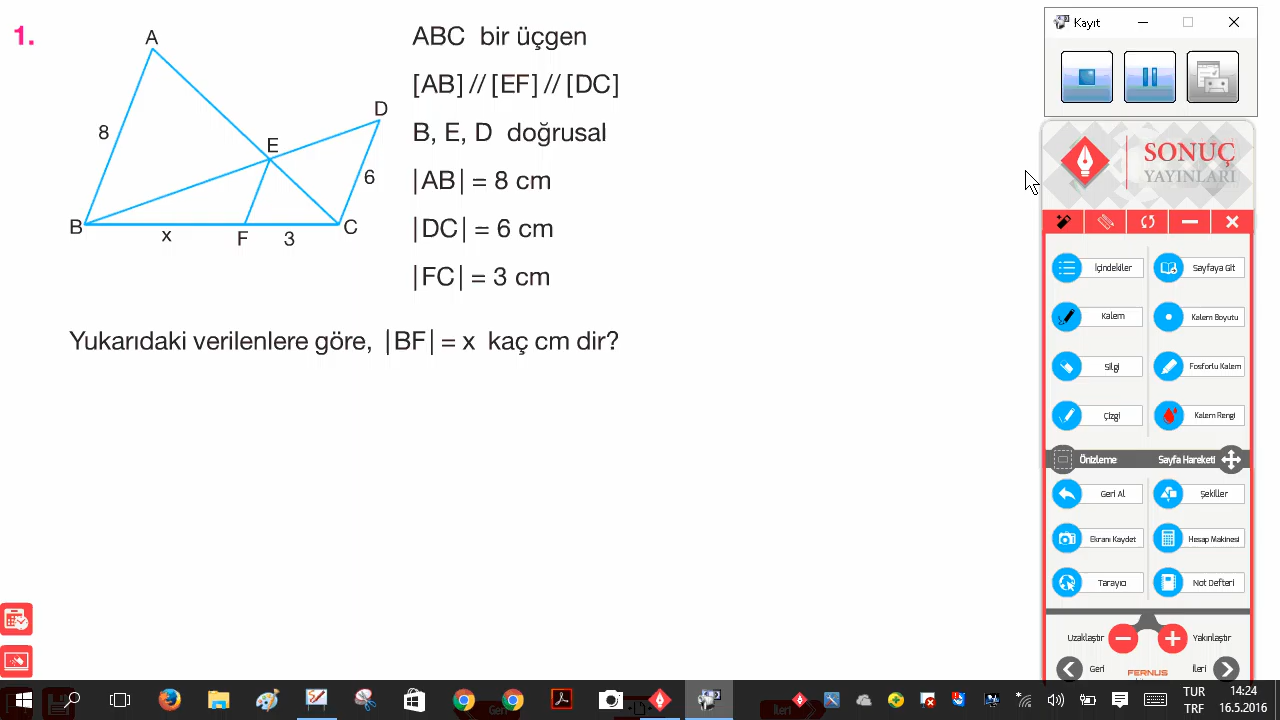 1.
A
D
E
8
6
B
x
F
3
C
ABC bir üçgen
[AB] // [EF] // [DC]
B, E, D doğrusal
|AB| = 8 cm
|DC| = 6 cm
|FC| = 3 cm
Yukarıdaki verilenlere göre, |BF| = x kaç cm dir?
Kayıt
SONUÇ
YAYINLARI
İçindekiler
Sayfaya Git
Kalem
Kalem Boyutu
Silgi
Fosforlu Kalem
Çizgi
Kalem Rengi
Önizleme
Sayfa Hareketi
Geri Al
Şekiller
Ekranı Kaydet
Hesap Makinesi
Tarayıcı
Not Defteri
Uzaklaştır
Yakınlaştır
Geri
İleri
FERNUS
Geri
İleri
TUR
TRF
14:24
16.5.2016